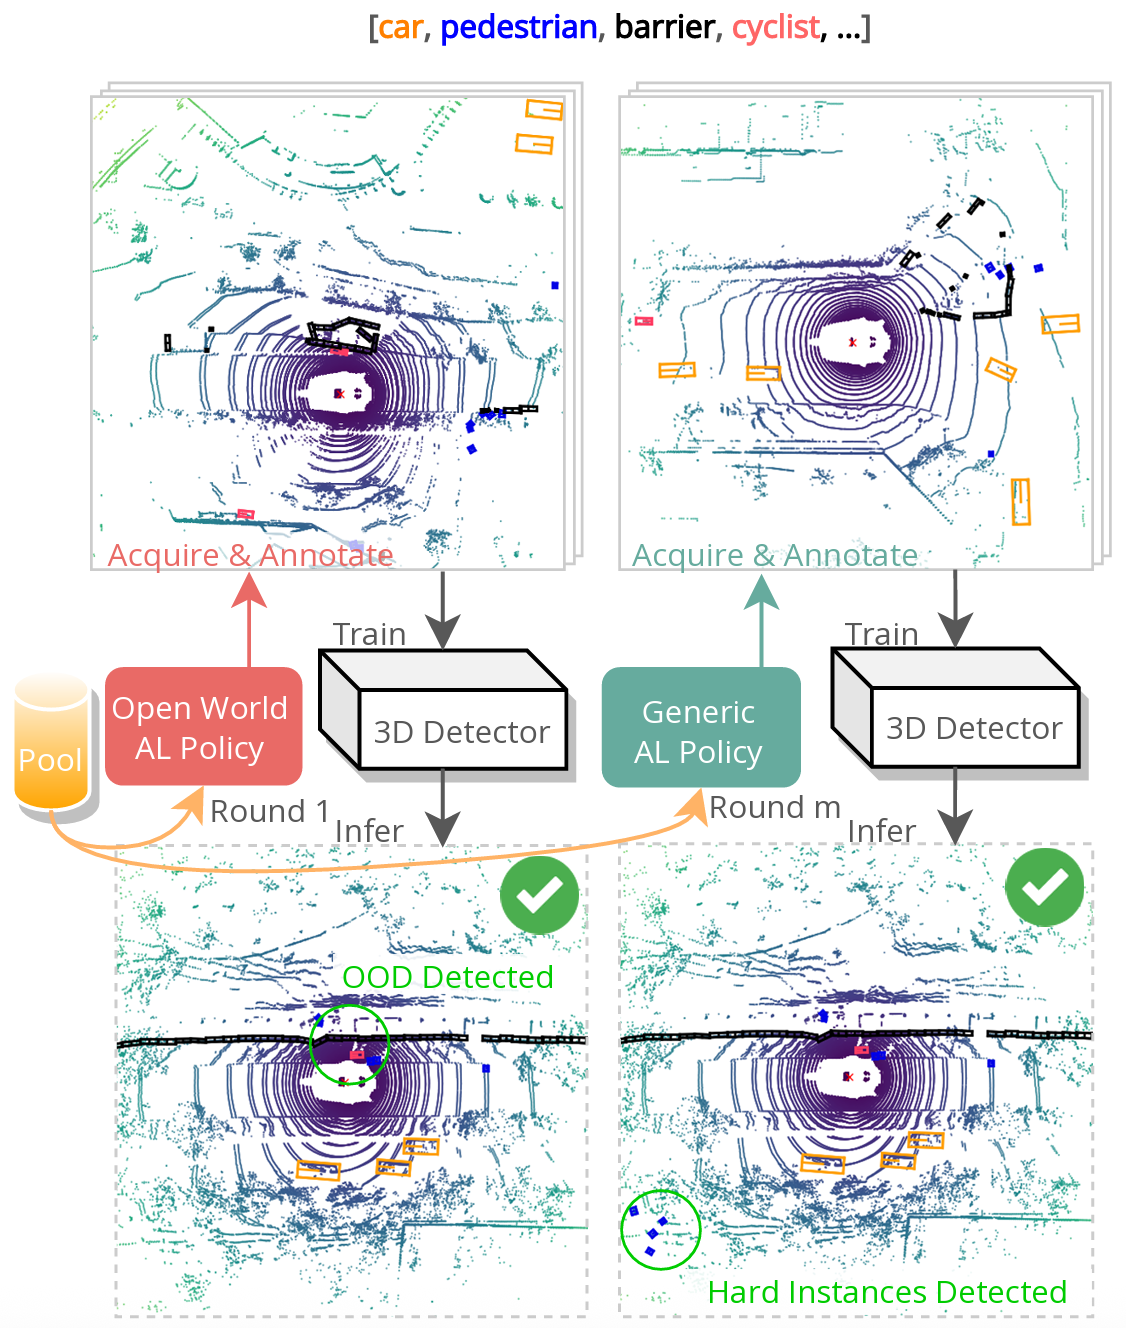 [car, pedestrian, barrier, cyclist, ...]
Acquire & Annotate
Acquire & Annotate
Train
Train
Pool
Open World
AL Policy
3D Detector
Generic
AL Policy
3D Detector
Round 1
Infer
Round m
Infer
OOD Detected
Hard Instances Detected